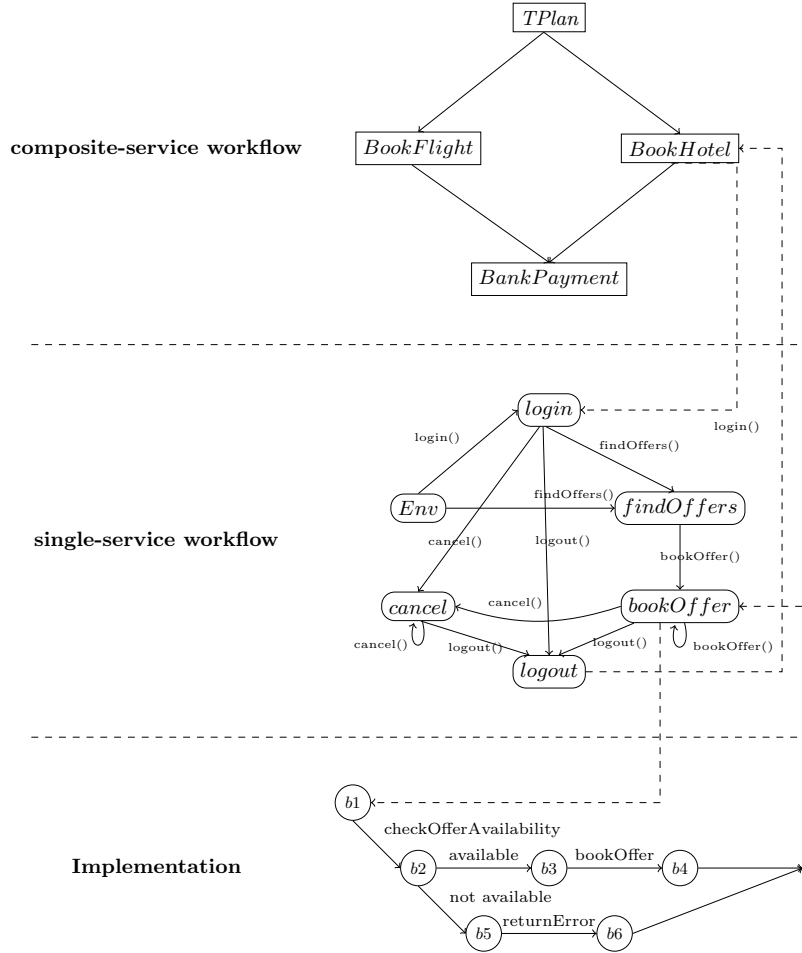 TPlan
composite-service workflow
BookFlight
BookHotel
BankPayment
login
login()
login()
findOffers()
findOffers()
Env
findOffers
single-service workflow
cancel()
logout()
bookOffer()
cancel
cancel()
bookOffer
cancel()
logout()
logout()
bookOffer()
logout
b1
checkOfferAvailability
Implementation
b2
available
b3
bookOffer
b4
not available
b5
returnError
b6